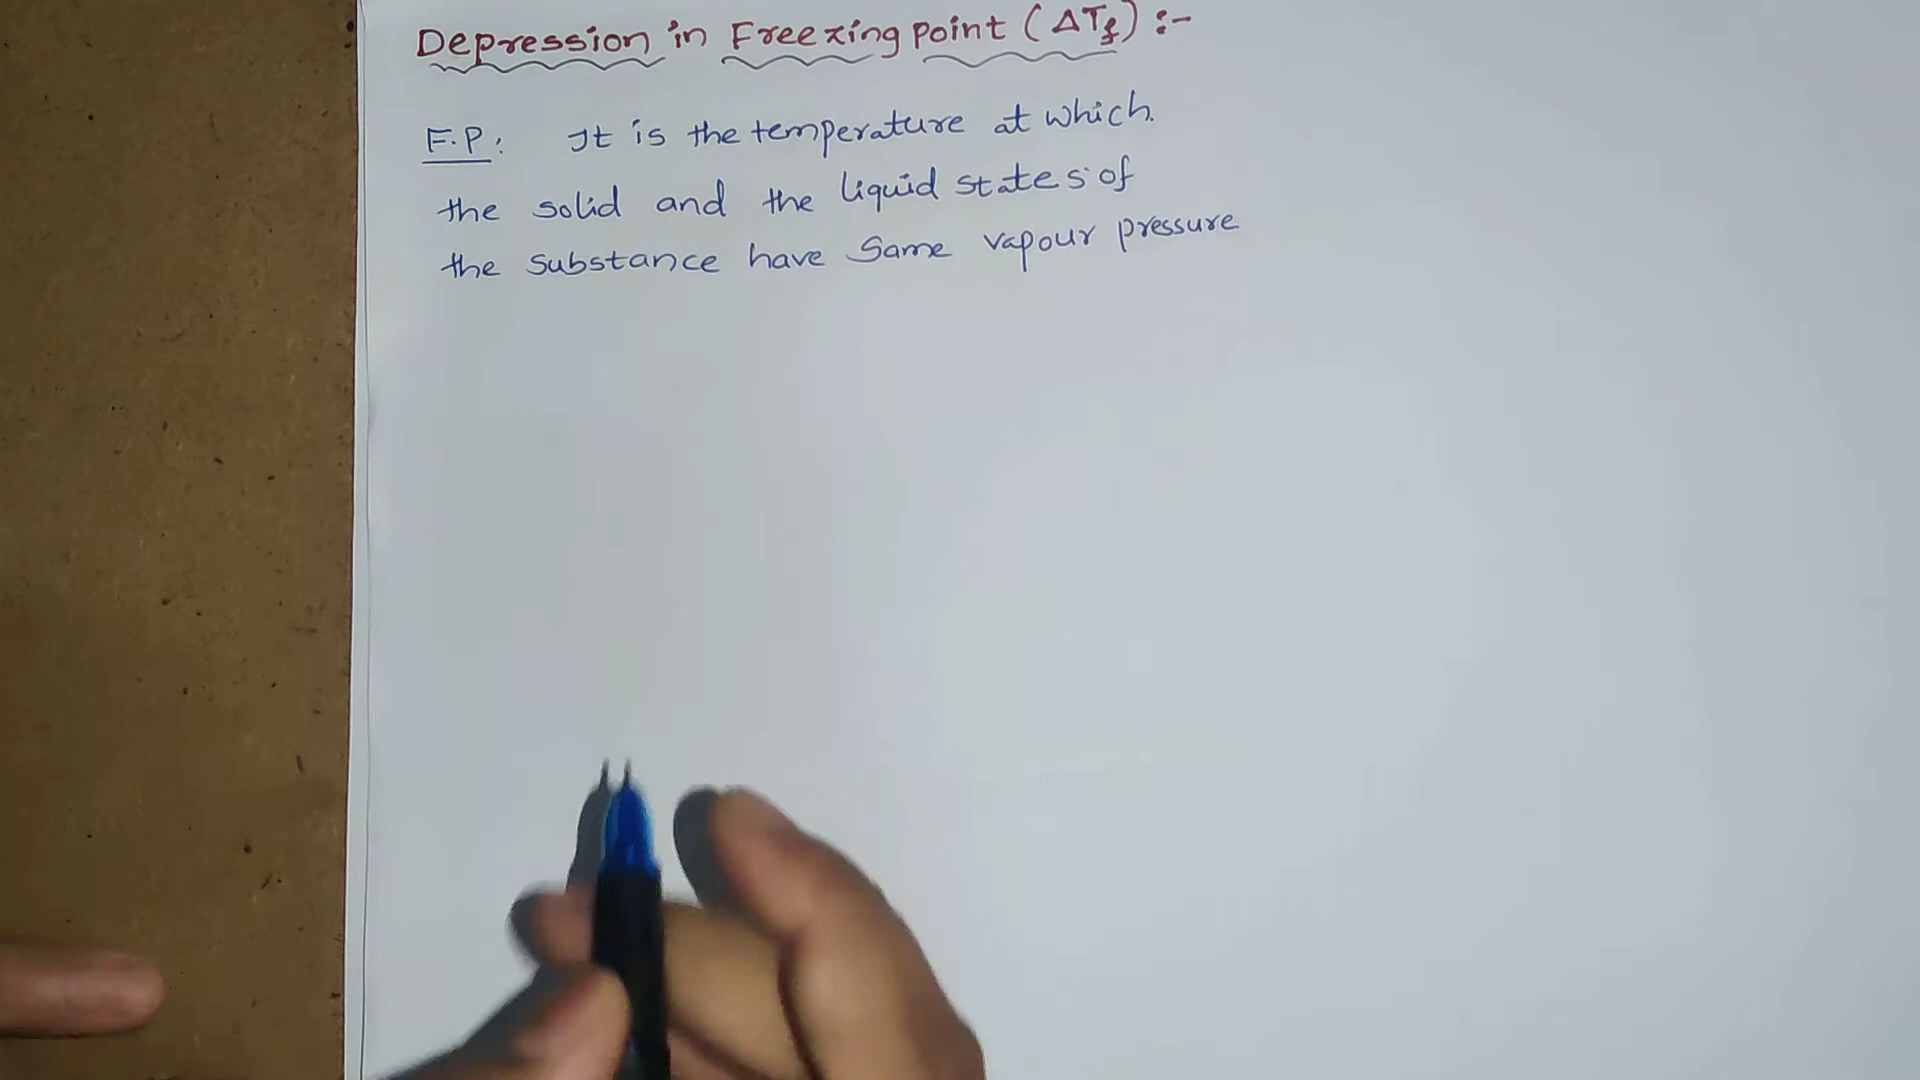 Depression in Freezing point (ΔTf) :-
F.P: It is the temperature at which
the solid and the liquid states of
the substance have same vapour pressure